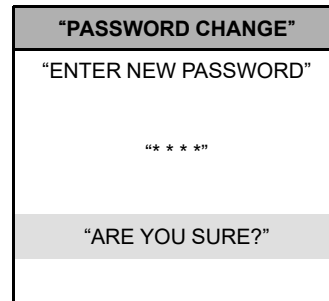 “PASSWORD CHANGE”
“ENTER NEW PASSWORD”
“* * * *”
“ARE YOU SURE?”